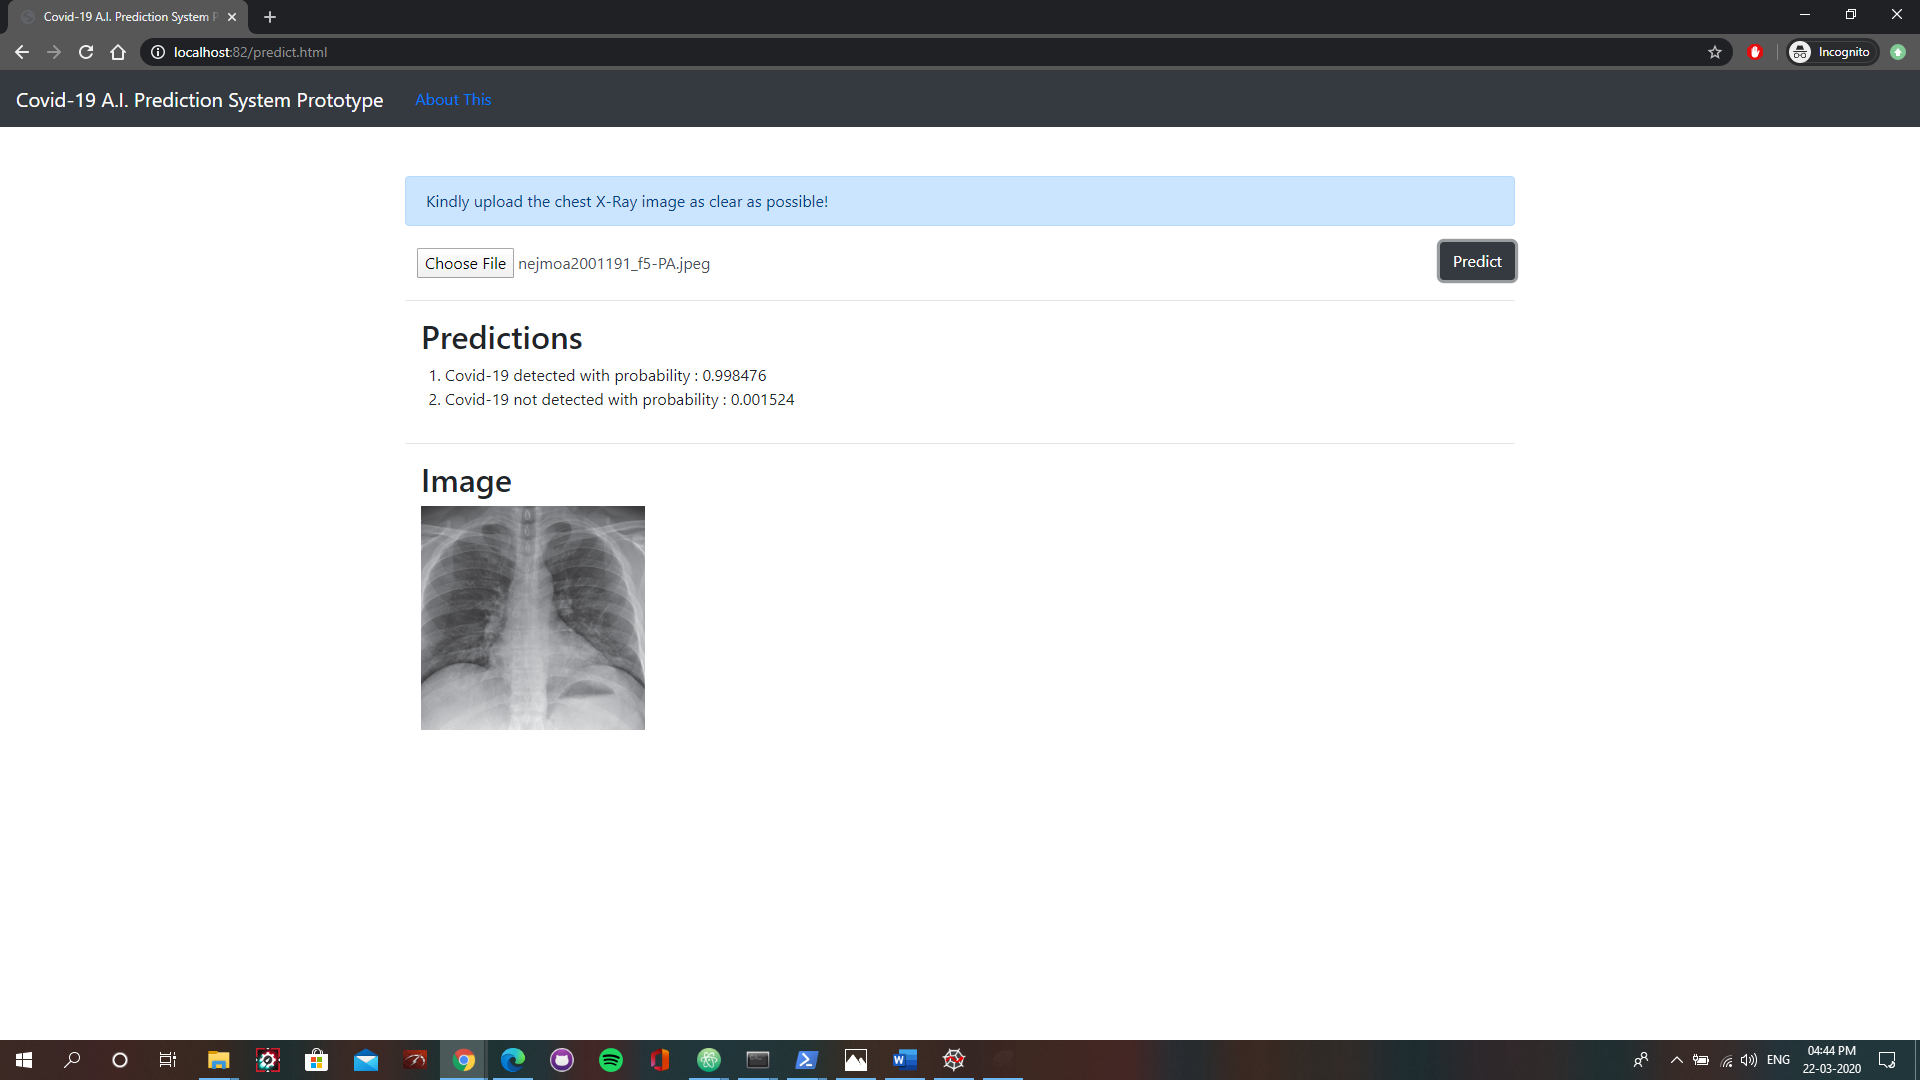 Covid-19 A.I. Prediction System P
localhost:82/predict.html
Incognito
Covid-19 A.I. Prediction System Prototype
About This
Kindly upload the chest X-Ray image as clear as possible!
Choose File nejmoa2001191_f5-PA.jpeg
Predict
Predictions
1. Covid-19 detected with probability : 0.998476
2. Covid-19 not detected with probability : 0.001524
Image
ENG
04:44 PM
22-03-2020